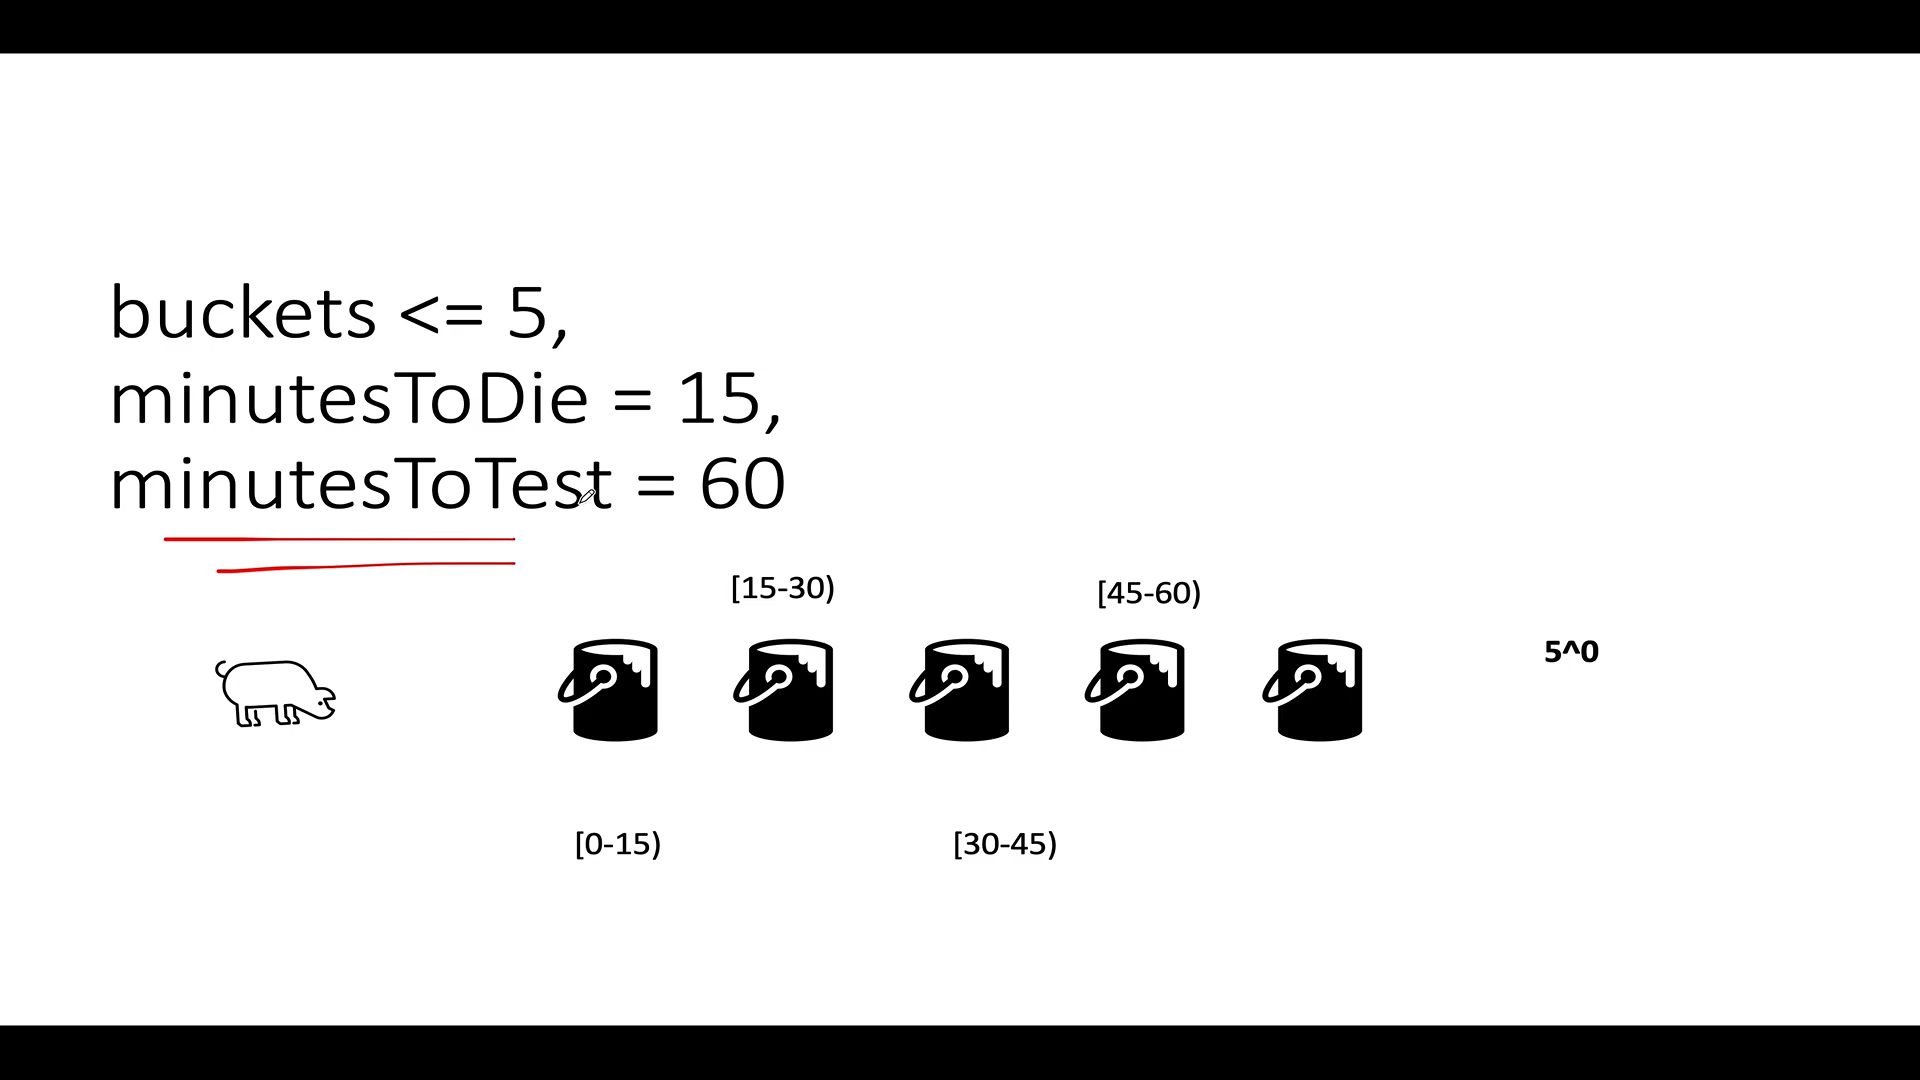 buckets <= 5,
minutesToDie = 15,
minutesToTest = 60
[15-30)
[45-60)
5^0
[0-15)
[30-45)